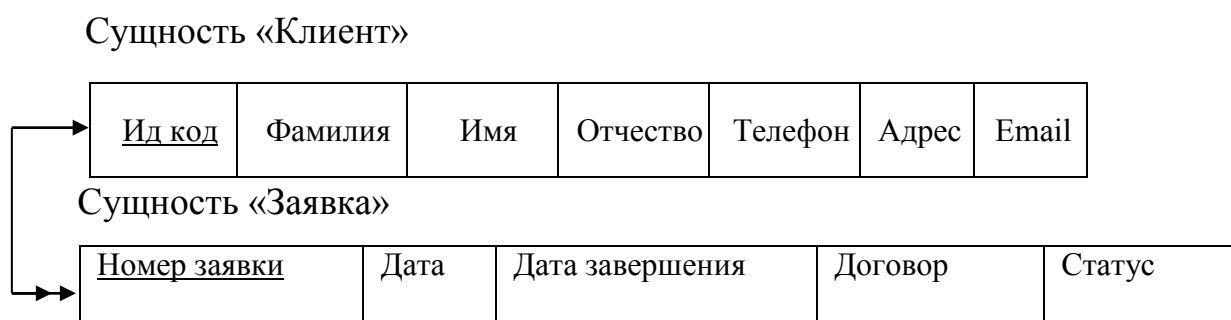 Сущность «Клиент»
Ид код Фамилия Имя Отчество Телефон Адрес Email
Сущность «Заявка»
Номер заявки Дата Дата завершения Договор Статус